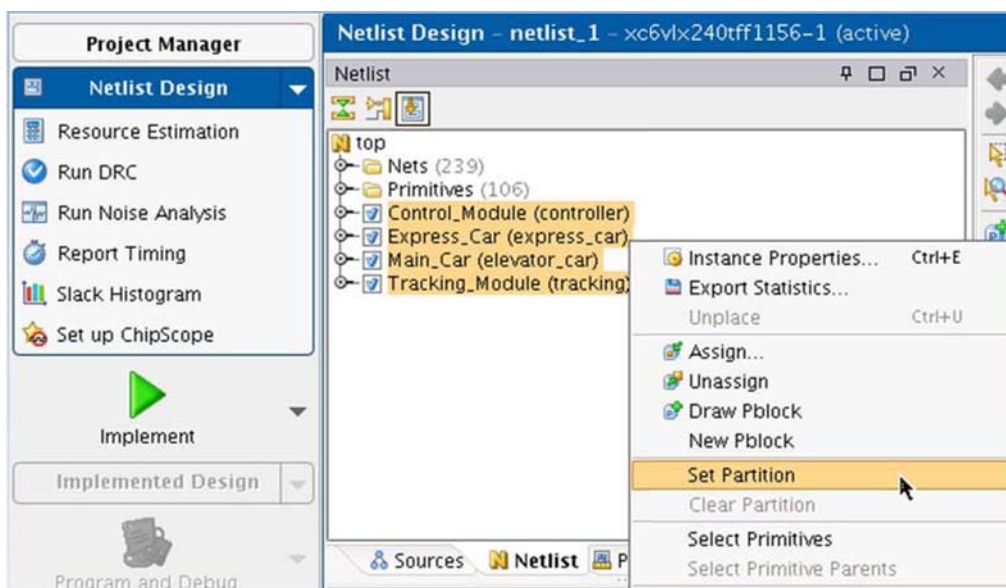 Project Manager
Netlist Design
Resource Estimation
Run DRC
Run Noise Analysis
Report Timing
Slack Histogram
Set up ChipScope
Implement
Implemented Design
Program and Debug
Netlist Design - netlist_1 - xc6vlx240tff1156-1 (active)
Netlist
top
Nets (239)
Primitives (106)
Control_Module (controller)
Express_Car (express_car)
Main_Car (elevator_car)
Tracking_Module (tracking)
Sources
Netlist
P
Instance Properties... Ctrl+E
Export Statistics...
Unplace Ctrl+U
Assign...
Unassign
Draw Pblock
New Pblock
Set Partition
Clear Partition
Select Primitives
Select Primitive Parents